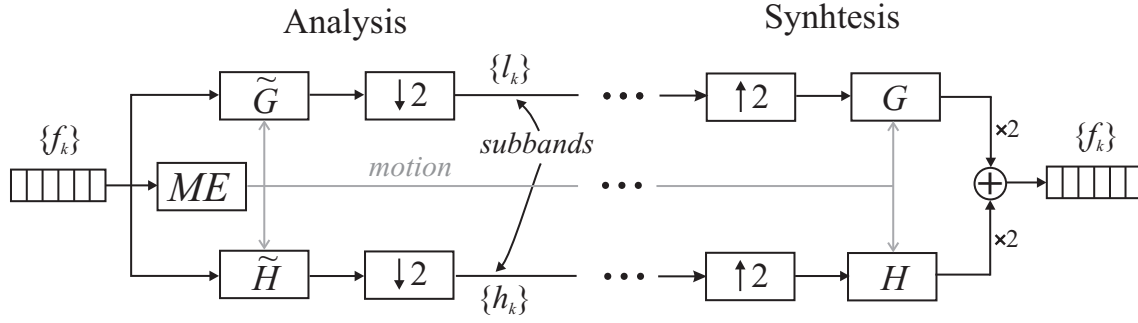 Analysis
Synhtesis
{f_k}
G̃
↓2
{l_k}
•••
↑2
G
×2
{f_k}
subbands
ME
motion
•••
+
×2
H̃
↓2
{h_k}
•••
↑2
H